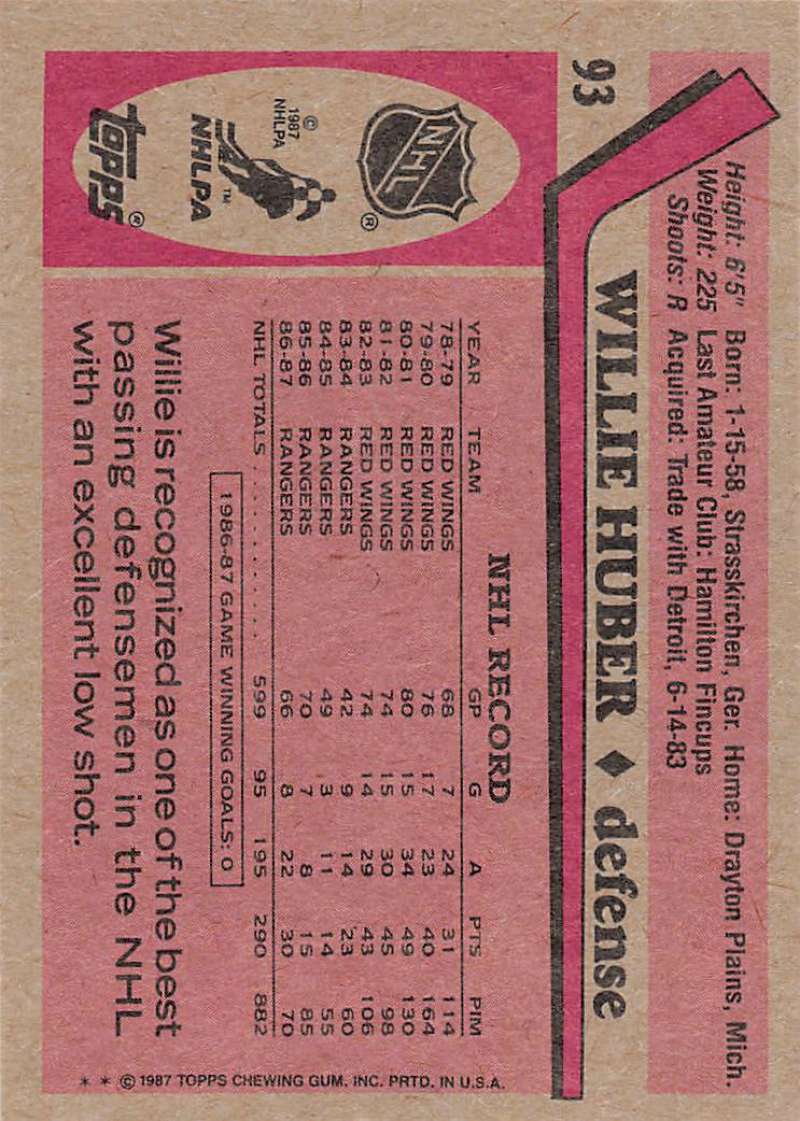 93
WILLIE HUBER ♦ defense
Height: 6'5" Born: 1-15-58, Strasskirchen, Ger. Home: Drayton Plains, Mich.
Weight: 225 Last Amateur Club: Hamilton Fincups
Shoots: R Acquired: Trade with Detroit, 6-14-83
NHL
®
© 1987 NHLPA
NHLPA
™
TOPPS®
NHL RECORD
YEAR TEAM GP G A PTS PIM
78-79 RED WINGS 68 7 24 31 114
79-80 RED WINGS 76 17 23 40 164
80-81 RED WINGS 80 15 34 49 130
81-82 RED WINGS 74 15 30 45 98
82-83 RED WINGS 74 14 29 43 106
83-84 RANGERS 42 9 14 23 60
84-85 RANGERS 49 3 11 14 55
85-86 RANGERS 70 7 8 15 85
86-87 RANGERS 66 8 22 30 70
NHL TOTALS . . . . . . . . . . . 599 95 195 290 882
1986-87 GAME WINNING GOALS: 0
Willie is recognized as one of the best
passing defensemen in the NHL
with an excellent low shot.
* * © 1987 TOPPS CHEWING GUM, INC. PRTD. IN U.S.A.